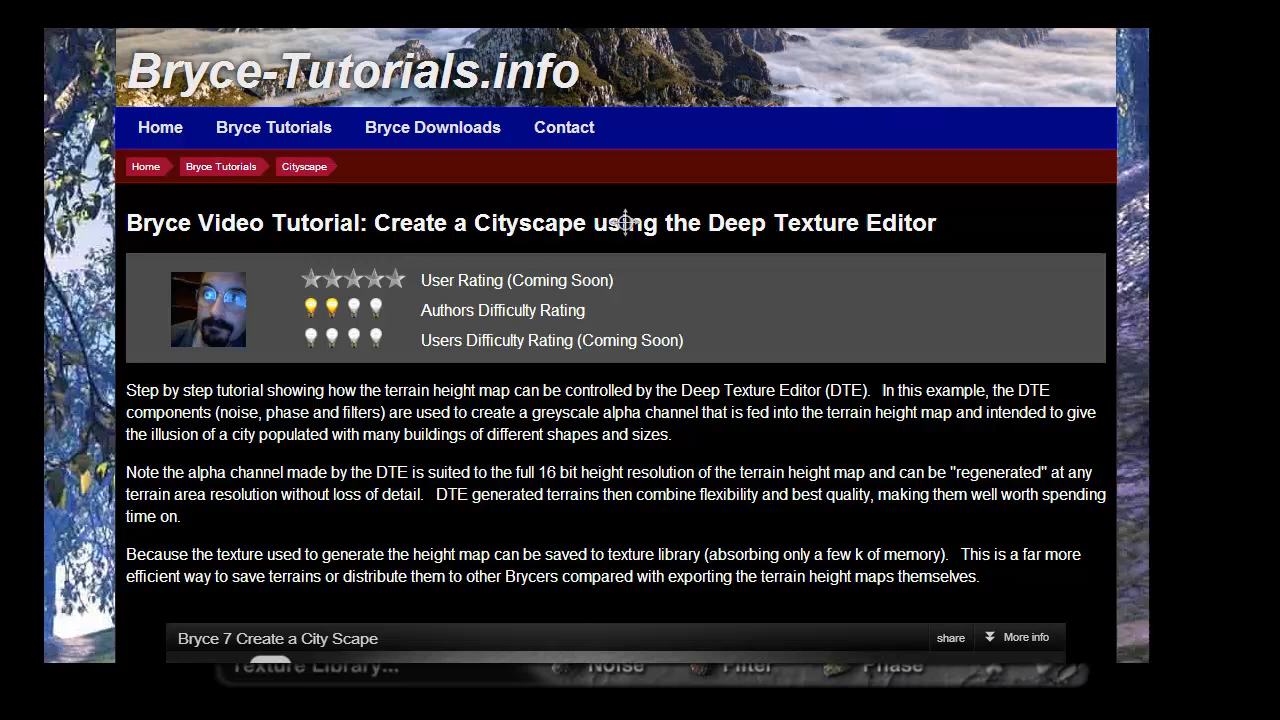 Bryce-Tutorials.info
Home Bryce Tutorials Bryce Downloads Contact
Home Bryce Tutorials Cityscape
Bryce Video Tutorial: Create a Cityscape using the Deep Texture Editor
User Rating (Coming Soon)
Authors Difficulty Rating
Users Difficulty Rating (Coming Soon)
Step by step tutorial showing how the terrain height map can be controlled by the Deep Texture Editor (DTE). In this example, the DTE
components (noise, phase and filters) are used to create a greyscale alpha channel that is fed into the terrain height map and intended to give
the illusion of a city populated with many buildings of different shapes and sizes.
Note the alpha channel made by the DTE is suited to the full 16 bit height resolution of the terrain height map and can be "regenerated" at any
terrain area resolution without loss of detail. DTE generated terrains then combine flexibility and best quality, making them well worth spending
time on.
Because the texture used to generate the height map can be saved to texture library (absorbing only a few k of memory). This is a far more
efficient way to save terrains or distribute them to other Brycers compared with exporting the terrain height maps themselves.
Bryce 7 Create a City Scape share More info
Texture Library... Noise Filter Phase